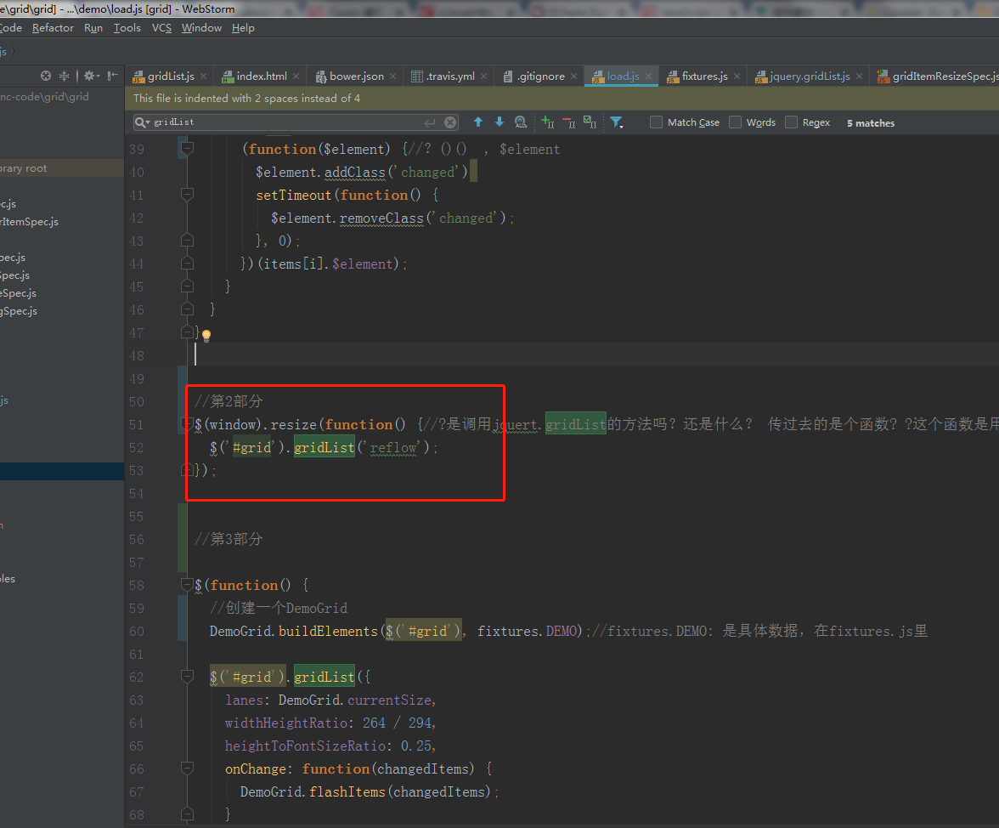 e\grid\grid] - ...\demo\load.js [grid] - WebStorm
Code Refactor Run Tools VCS Window Help
js
gridList.js index.html bower.json .travis.yml .gitignore load.js fixtures.js jquery.gridList.js gridItemResizeSpec.js
nc-code\grid\grid
This file is indented with 2 spaces instead of 4
gridList Match Case Words Regex 5 matches
brary root
c.js
rItemSpec.js
pec.js
Spec.js
eSpec.js
gSpec.js
js
n
ples
39 (function($element) {//？()() , $element
40 $element.addClass('changed')
41 setTimeout(function() {
42 $element.removeClass('changed');
43 }, 0);
44 })(items[i].$element);
45 }
46 }
47 }
48
49
50 //第2部分
51 $(window).resize(function() {//?是调用jquert.gridList的方法吗？还是什么？ 传过去的是个函数？?这个函数是用
52 $('#grid').gridList('reflow');
53 });
54
55
56 //第3部分
57
58 $(function() {
59 //创建一个DemoGrid
60 DemoGrid.buildElements($('#grid'), fixtures.DEMO);//fixtures.DEMO: 是具体数据，在fixtures.js里
61
62 $('#grid').gridList({
63 lanes: DemoGrid.currentSize,
64 widthHeightRatio: 264 / 294,
65 heightToFontSizeRatio: 0.25,
66 onChange: function(changedItems) {
67 DemoGrid.flashItems(changedItems);
68 }